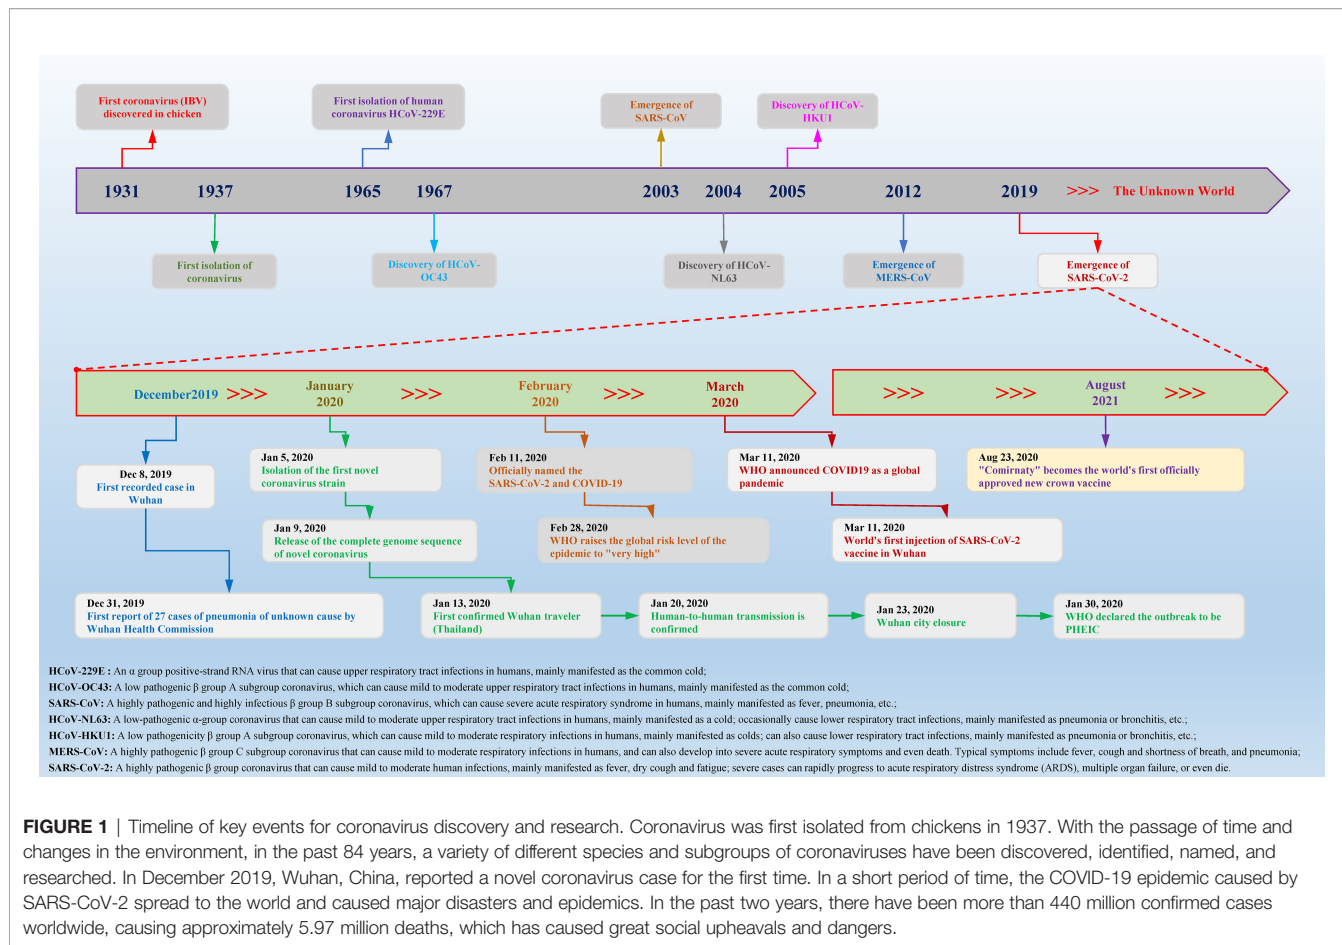 First coronavirus (IBV)
discovered in chicken
First isolation of human
coronavirus HCoV-229E
Emergence of
SARS-CoV
Discovery of HCoV-
HKU1
1931
1937
1965
1967
2003
2004
2005
2012
2019
>>>
The Unknown World
First isolation of
coronavirus
Discovery of HCoV-
OC43
Discovery of HCoV-
NL63
Emergence of
MERS-CoV
Emergence of
SARS-CoV-2
December2019
>>>
January
2020
>>>
February
2020
>>>
March
2020
>>>
>>>
August
2021
>>>
Dec 8, 2019
First recorded case in
Wuhan
Jan 5, 2020
Isolation of the first novel
coronavirus strain
Feb 11, 2020
Officially named the
SARS-CoV-2 and COVID-19
Mar 11, 2020
WHO announced COVID19 as a global
pandemic
Aug 23, 2020
"Comirnaty" becomes the world's first officially
approved new crown vaccine
Jan 9, 2020
Release of the complete genome sequence
of novel coronavirus
Feb 28, 2020
WHO raises the global risk level of the
epidemic to "very high"
Mar 11, 2020
World's first injection of SARS-CoV-2
vaccine in Wuhan
Dec 31, 2019
First report of 27 cases of pneumonia of unknown cause by
Wuhan Health Commission
Jan 13, 2020
First confirmed Wuhan traveler
(Thailand)
Jan 20, 2020
Human-to-human transmission is
confirmed
Jan 23, 2020
Wuhan city closure
Jan 30, 2020
WHO declared the outbreak to be
PHEIC
HCoV-229E : An α group positive-strand RNA virus that can cause upper respiratory tract infections in humans, mainly manifested as the common cold;
HCoV-OC43: A low pathogenic β group A subgroup coronavirus, which can cause mild to moderate upper respiratory tract infections in humans, mainly manifested as the common cold;
SARS-CoV: A highly pathogenic and highly infectious β group B subgroup coronavirus, which can cause severe acute respiratory syndrome in humans, mainly manifested as fever, pneumonia, etc.;
HCoV-NL63: A low-pathogenic α-group coronavirus that can cause mild to moderate upper respiratory tract infections in humans, mainly manifested as a cold; occasionally cause lower respiratory tract infections, mainly manifested as pneumonia or bronchitis, etc.;
HCoV-HKU1: A low pathogenicity β group A subgroup coronavirus, which can cause mild to moderate respiratory infections in humans, mainly manifested as colds; can also cause lower respiratory tract infections, mainly manifested as pneumonia or bronchitis, etc.;
MERS-CoV: A highly pathogenic β group C subgroup coronavirus that can cause mild to moderate respiratory infections in humans, and can also develop into severe acute respiratory symptoms and even death. Typical symptoms include fever, cough and shortness of breath, and pneumonia;
SARS-CoV-2: A highly pathogenic β group coronavirus that can cause mild to moderate human infections, mainly manifested as fever, dry cough and fatigue; severe cases can rapidly progress to acute respiratory distress syndrome (ARDS), multiple organ failure, or even die.
FIGURE 1 | Timeline of key events for coronavirus discovery and research. Coronavirus was first isolated from chickens in 1937. With the passage of time and
changes in the environment, in the past 84 years, a variety of different species and subgroups of coronaviruses have been discovered, identified, named, and
researched. In December 2019, Wuhan, China, reported a novel coronavirus case for the first time. In a short period of time, the COVID-19 epidemic caused by
SARS-CoV-2 spread to the world and caused major disasters and epidemics. In the past two years, there have been more than 440 million confirmed cases
worldwide, causing approximately 5.97 million deaths, which has caused great social upheavals and dangers.